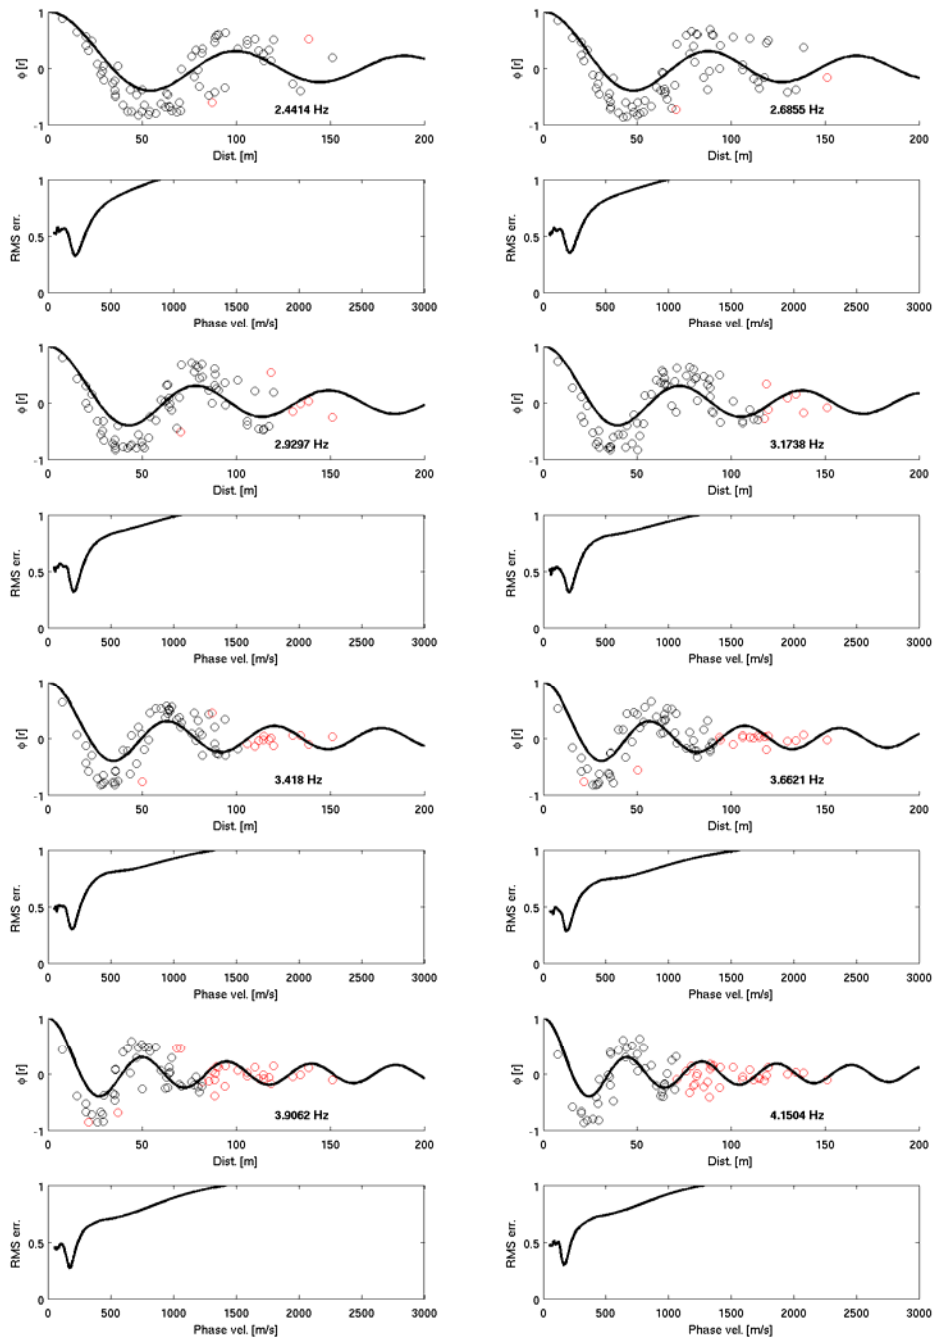 1
0
-1
ϕ [r]
2.4414 Hz
0 50 100 150 200
Dist. [m]
1
0
-1
ϕ [r]
2.6855 Hz
0 50 100 150 200
Dist. [m]
1
0.5
0
RMS err.
0 500 1000 1500 2000 2500 3000
Phase vel. [m/s]
1
0.5
0
RMS err.
0 500 1000 1500 2000 2500 3000
Phase vel. [m/s]
1
0
-1
ϕ [r]
2.9297 Hz
0 50 100 150 200
Dist. [m]
1
0
-1
ϕ [r]
3.1738 Hz
0 50 100 150 200
Dist. [m]
1
0.5
0
RMS err.
0 500 1000 1500 2000 2500 3000
Phase vel. [m/s]
1
0.5
0
RMS err.
0 500 1000 1500 2000 2500 3000
Phase vel. [m/s]
1
0
-1
ϕ [r]
3.418 Hz
0 50 100 150 200
Dist. [m]
1
0
-1
ϕ [r]
3.6621 Hz
0 50 100 150 200
Dist. [m]
1
0.5
0
RMS err.
0 500 1000 1500 2000 2500 3000
Phase vel. [m/s]
1
0.5
0
RMS err.
0 500 1000 1500 2000 2500 3000
Phase vel. [m/s]
1
0
-1
ϕ [r]
3.9062 Hz
0 50 100 150 200
Dist. [m]
1
0
-1
ϕ [r]
4.1504 Hz
0 50 100 150 200
Dist. [m]
1
0.5
0
RMS err.
0 500 1000 1500 2000 2500 3000
Phase vel. [m/s]
1
0.5
0
RMS err.
0 500 1000 1500 2000 2500 3000
Phase vel. [m/s]